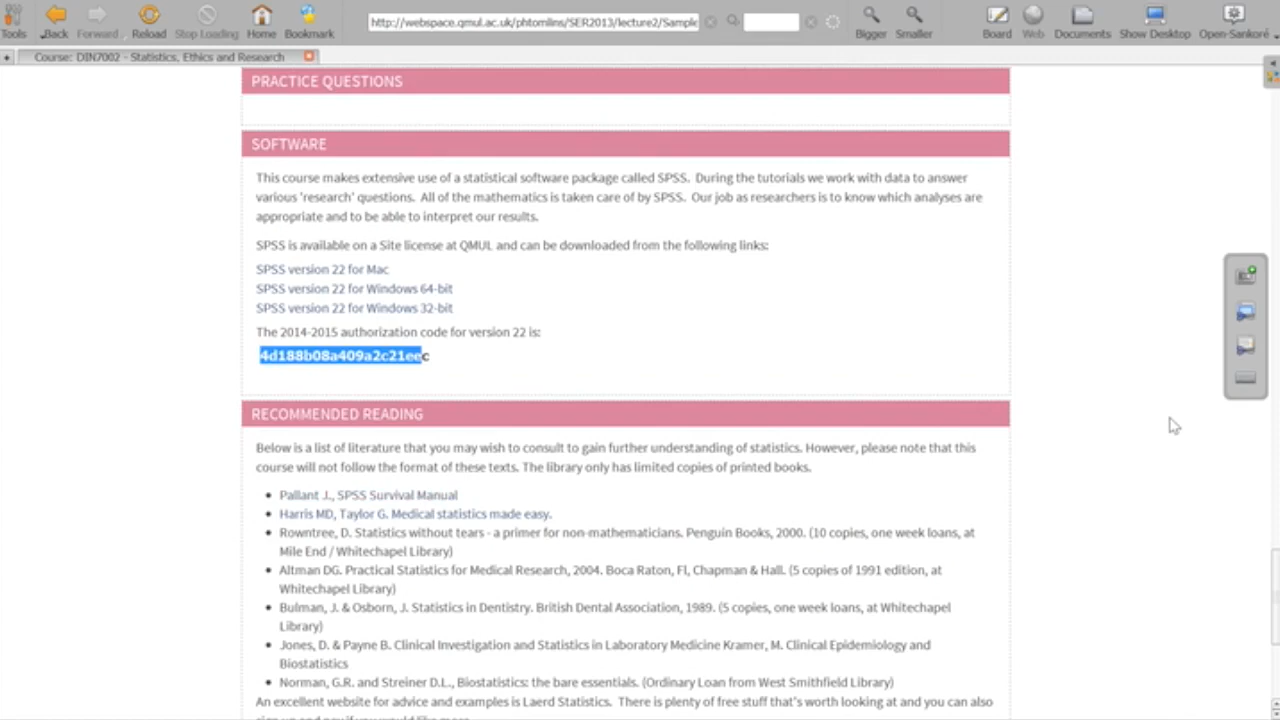 Tools
Back
Forward
Reload
Stop Loading
Home
Bookmark
http://webspace.qmul.ac.uk/phtomlins/SER2013/lecture2/Sample
Bigger
Smaller
Board
Web
Documents
Show Desktop
Open-Sankoré
Course: DIN7002 - Statistics, Ethics and Research
PRACTICE QUESTIONS
SOFTWARE
This course makes extensive use of a statistical software package called SPSS. During the tutorials we work with data to answer
various 'research' questions. All of the mathematics is taken care of by SPSS. Our job as researchers is to know which analyses are
appropriate and to be able to interpret our results.
SPSS is available on a Site license at QMUL and can be downloaded from the following links:
SPSS version 22 for Mac
SPSS version 22 for Windows 64-bit
SPSS version 22 for Windows 32-bit
The 2014-2015 authorization code for version 22 is:
4d188b08a409a2c21eec
RECOMMENDED READING
Below is a list of literature that you may wish to consult to gain further understanding of statistics. However, please note that this
course will not follow the format of these texts. The library only has limited copies of printed books.
Pallant J., SPSS Survival Manual
Harris MD, Taylor G. Medical statistics made easy.
Rowntree, D. Statistics without tears - a primer for non-mathematicians. Penguin Books, 2000. (10 copies, one week loans, at
Mile End / Whitechapel Library)
Altman DG. Practical Statistics for Medical Research, 2004. Boca Raton, Fl, Chapman & Hall. (5 copies of 1991 edition, at
Whitechapel Library)
Bulman, J. & Osborn, J. Statistics in Dentistry. British Dental Association, 1989. (5 copies, one week loans, at Whitechapel
Library)
Jones, D. & Payne B. Clinical Investigation and Statistics in Laboratory Medicine Kramer, M. Clinical Epidemiology and
Biostatistics
Norman, G.R. and Streiner D.L., Biostatistics: the bare essentials. (Ordinary Loan from West Smithfield Library)
An excellent website for advice and examples is Laerd Statistics. There is plenty of free stuff that's worth looking at and you can also